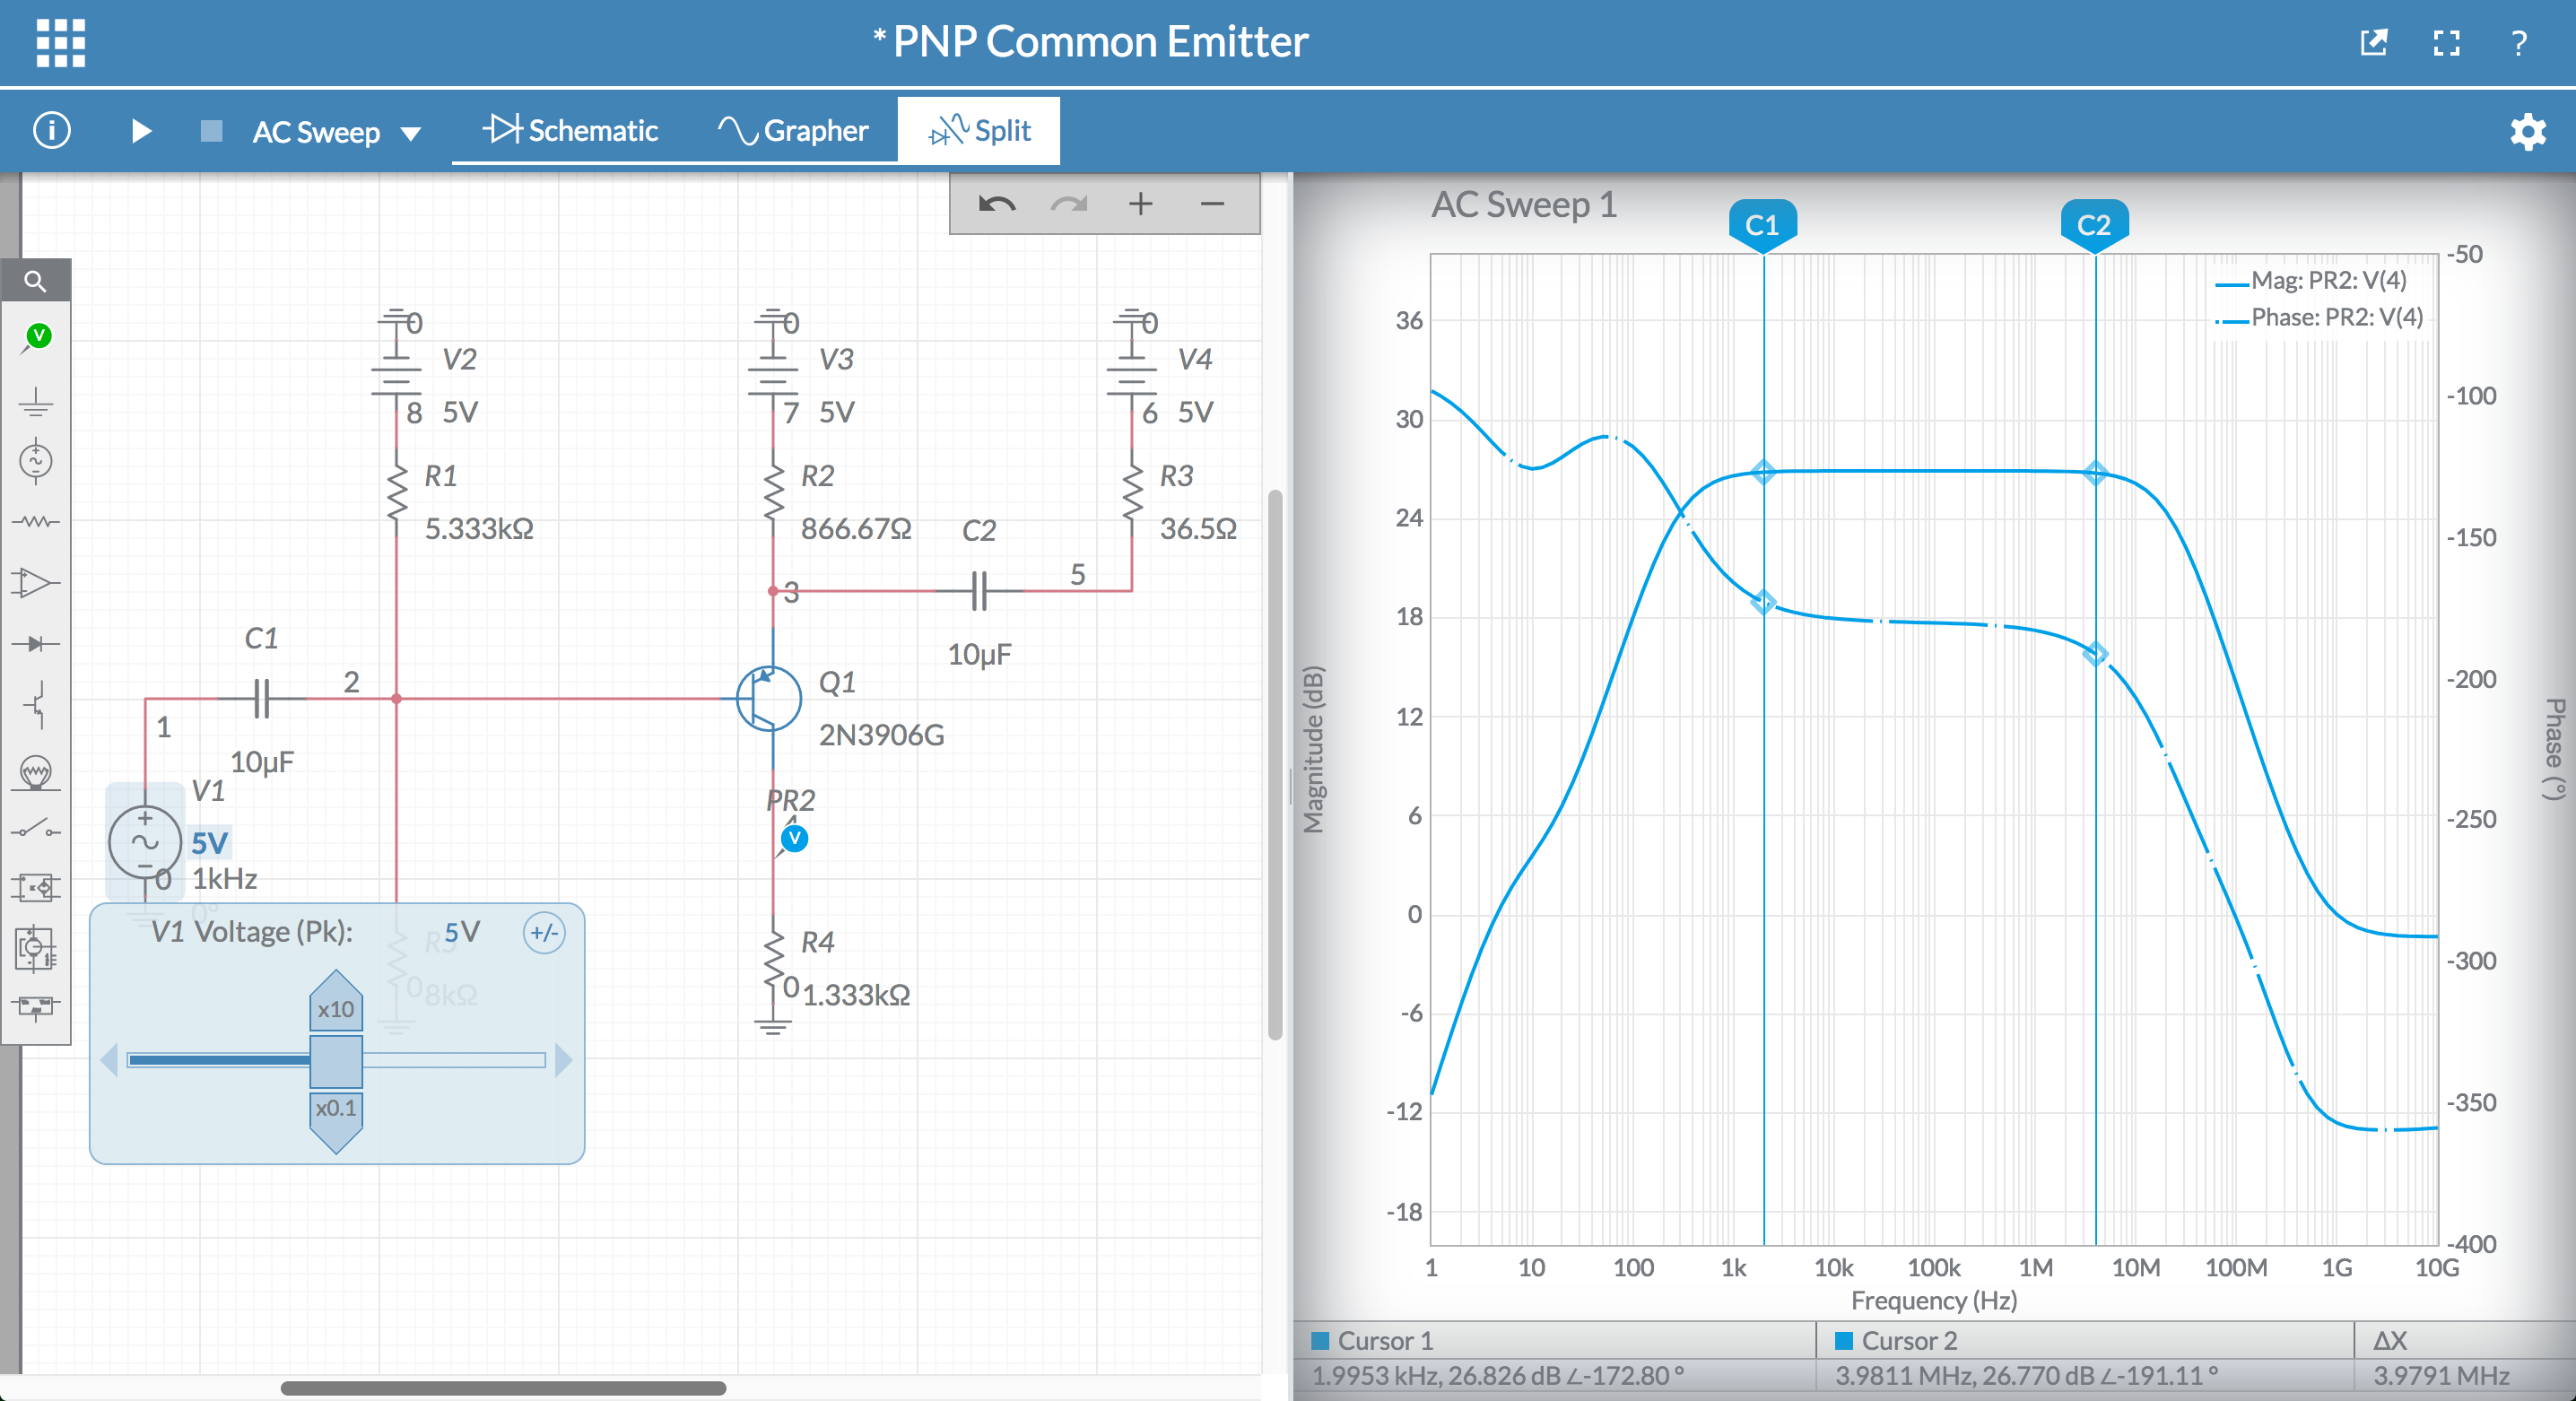 * PNP Common Emitter
?
i
AC Sweep
Schematic
Grapher
Split
0
V2
8 5V
R1
5.333kΩ
0
V3
7 5V
R2
866.67Ω
0
V4
6 5V
R3
36.5Ω
C2
5
3
10µF
C1
2
1
10µF
V1
5V
0 1kHz
0°
Q1
2N3906G
PR2
4
V
R4
0 1.333kΩ
0 8kΩ
V1 Voltage (Pk): 5V +/-
x10
x0.1
V
AC Sweep 1
C1
C2
Mag: PR2: V(4)
Phase: PR2: V(4)
Magnitude (dB)
36
30
24
18
12
6
0
-6
-12
-18
-50
-100
-150
-200
-250
-300
-350
-400
Phase (°)
1 10 100 1k 10k 100k 1M 10M 100M 1G 10G
Frequency (Hz)
Cursor 1 Cursor 2 ΔX
1.9953 kHz, 26.826 dB ∠-172.80 ° 3.9811 MHz, 26.770 dB ∠-191.11 ° 3.9791 MHz